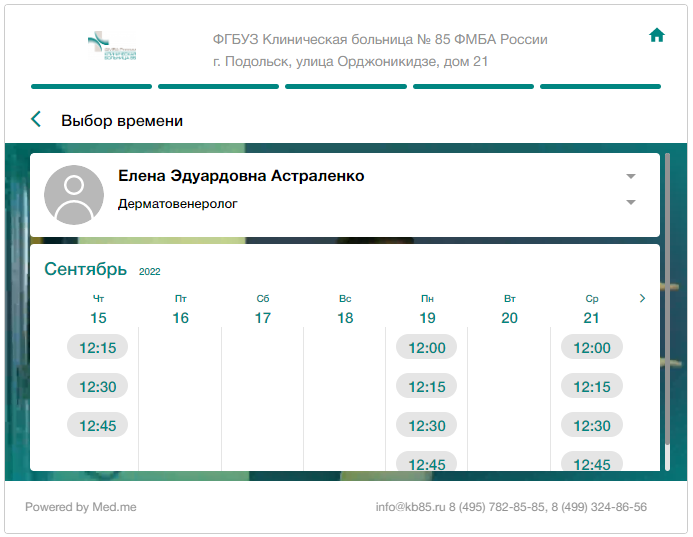 ФГБУЗ Клиническая больница № 85 ФМБА России
г. Подольск, улица Орджоникидзе, дом 21
Выбор времени
Елена Эдуардовна Астраленко
Дерматовенеролог
Сентябрь 2022
Чт Пт Сб Вс Пн Вт Ср
15 16 17 18 19 20 21
12:15 12:00 12:00
12:30 12:15 12:15
12:45 12:30 12:30
12:45 12:45
Powered by Med.me info@kb85.ru 8 (495) 782-85-85, 8 (499) 324-86-56